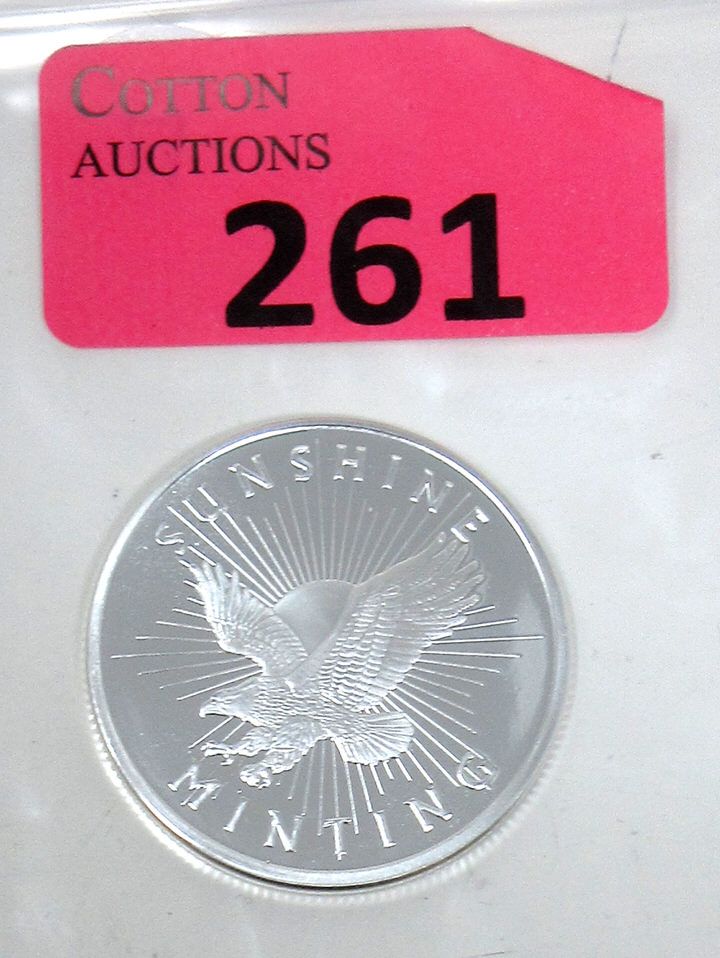 COTTON
AUCTIONS
261
SUNSHINE
MINTING